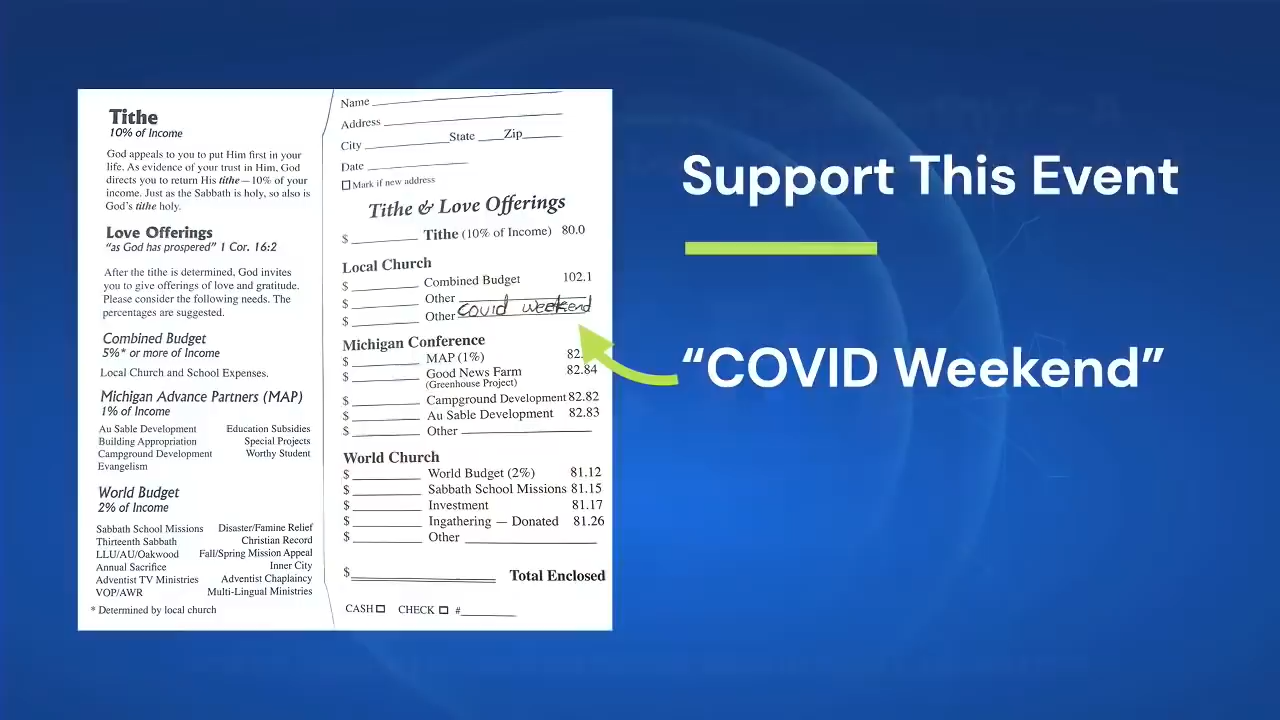 Tithe
10% of Income
God appeals to you to put Him first in your
life. As evidence of your trust in Him, God
directs you to return His tithe—10% of your
income. Just as the Sabbath is holy, so also is
God's tithe holy.
Love Offerings
"as God has prospered" 1 Cor. 16:2
After the tithe is determined, God invites
you to give offerings of love and gratitude.
Please consider the following needs. The
percentages are suggested.
Combined Budget
5%* or more of Income
Local Church and School Expenses.
Michigan Advance Partners (MAP)
1% of Income
Au Sable Development Education Subsidies
Building Appropriation Special Projects
Campground Development Worthy Student
Evangelism
World Budget
2% of Income
Sabbath School Missions Disaster/Famine Relief
Thirteenth Sabbath Christian Record
LLU/AU/Oakwood Fall/Spring Mission Appeal
Annual Sacrifice Inner City
Adventist TV Ministries Adventist Chaplaincy
VOP/AWR Multi-Lingual Ministries
* Determined by local church
Name
Address
City State Zip
Date
Mark if new address
Tithe & Love Offerings
$ Tithe (10% of Income) 80.0
Local Church
$ Combined Budget 102.1
$ Other
$ Other covid weekend
Michigan Conference
$ MAP (1%) 82.
$ Good News Farm 82.84
(Greenhouse Project)
$ Campground Development 82.82
$ Au Sable Development 82.83
$ Other
World Church
$ World Budget (2%) 81.12
$ Sabbath School Missions 81.15
$ Investment 81.17
$ Ingathering — Donated 81.26
$ Other
$ Total Enclosed
CASH CHECK #
Support This Event
“COVID Weekend”